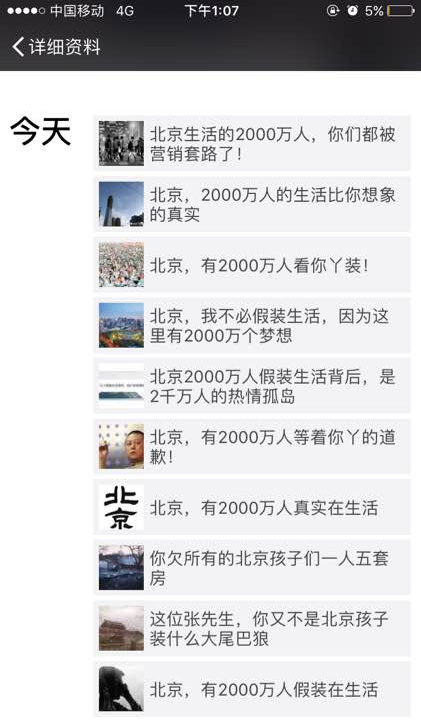 中国移动 4G 下午1:07 5%
详细资料
今天
北京生活的2000万人，你们都被
营销套路了！
北京，2000万人的生活比你想象
的真实
北京，有2000万人看你丫装！
北京，我不必假装生活，因为这
里有2000万个梦想
北京2000万人假装生活背后，是
2千万人的热情孤岛
北京，有2000万人等着你丫的道
歉！
北京
北京，有2000万人真实在生活
你欠所有的北京孩子们一人五套
房
这位张先生，你又不是北京孩子
装什么大尾巴狼
北京，有2000万人假装在生活